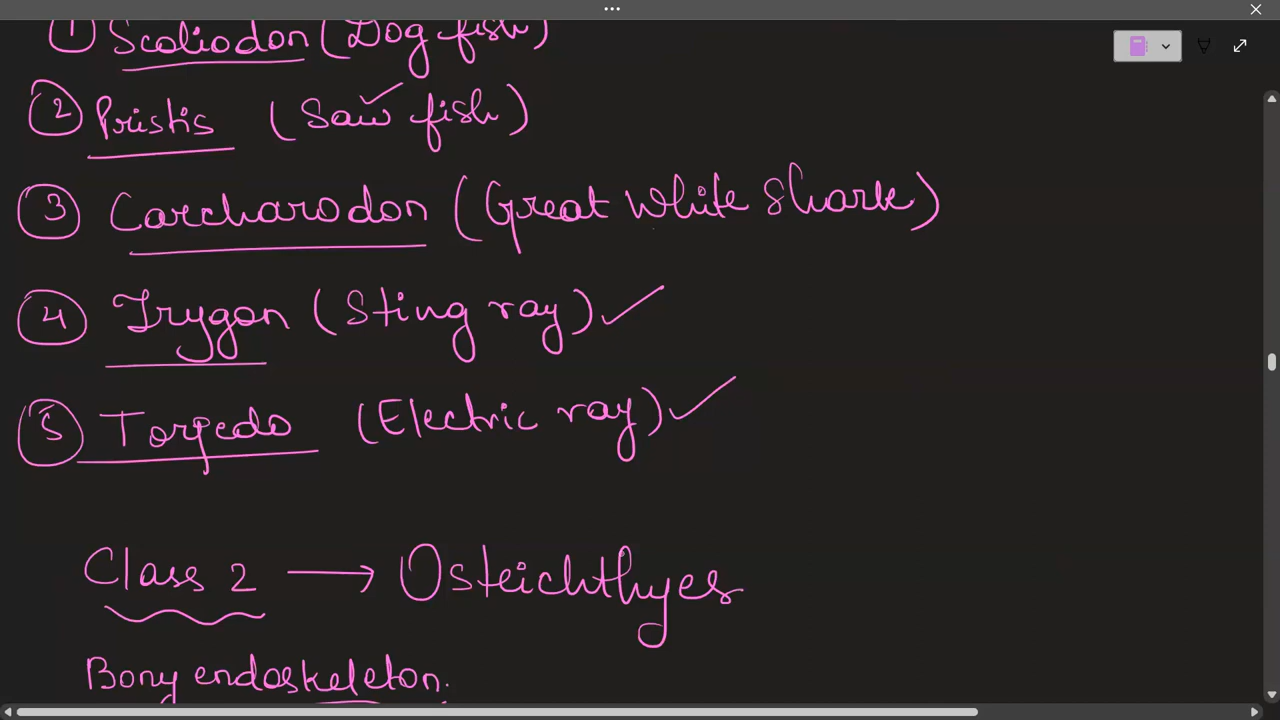 ① Scoliodon (Dog fish)
② Pristis (Saw fish)
③ Carcharodon (Great White Shark)
④ Trygon (Sting ray) ✓
⑤ Torpedo (Electric ray) ✓
Class 2 → Osteichthyes
Bony endoskeleton.